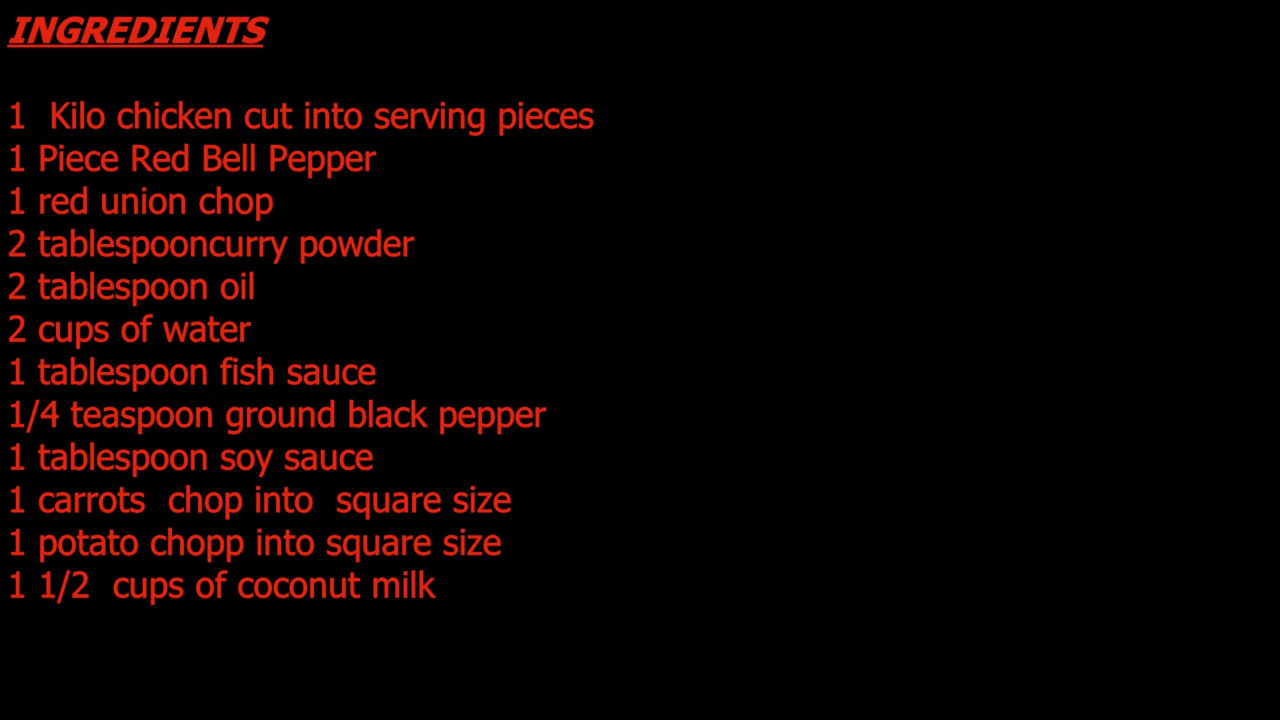 INGREDIENTS
1 Kilo chicken cut into serving pieces
1 Piece Red Bell Pepper
1 red union chop
2 tablespooncurry powder
2 tablespoon oil
2 cups of water
1 tablespoon fish sauce
1/4 teaspoon ground black pepper
1 tablespoon soy sauce
1 carrots chop into square size
1 potato chopp into square size
1 1/2 cups of coconut milk